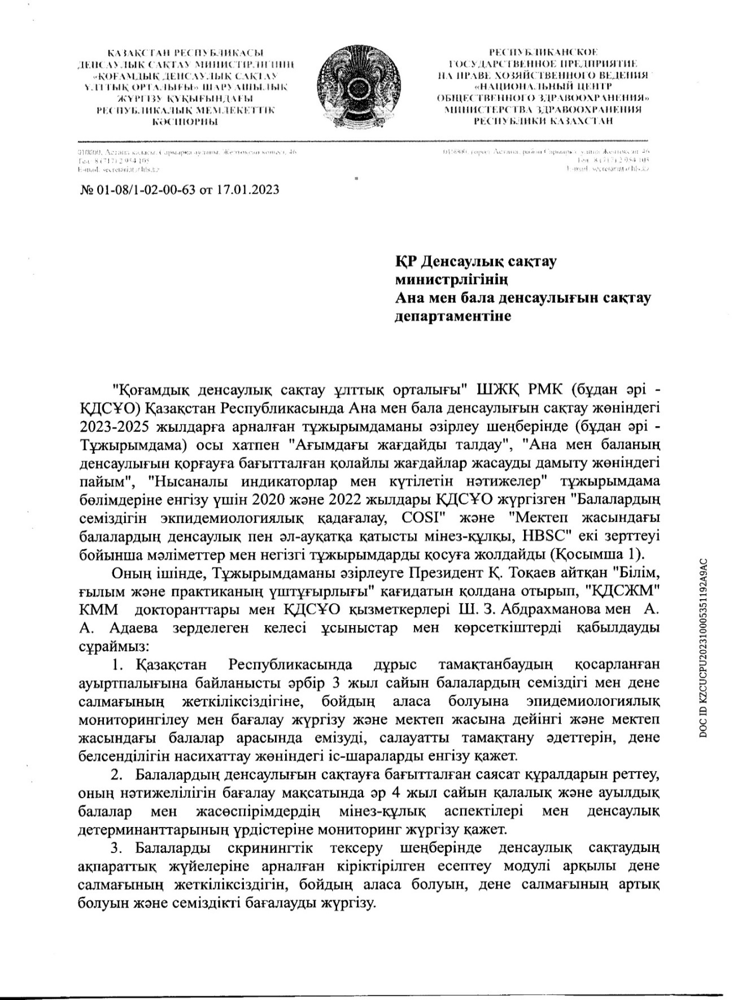 ҚАЗАҚСТАН РЕСПУБЛИКАСЫ
ДЕНСАУЛЫҚ САҚТАУ МИНИСТРЛІГІНІҢ
«ҚОҒАМДЫҚ ДЕНСАУЛЫҚ САҚТАУ
ҰЛТТЫҚ ОРТАЛЫҒЫ» ШАРУАШЫЛЫҚ
ЖҮРГІЗУ ҚҰҚЫҒЫНДАҒЫ
РЕСПУБЛИКАЛЫҚ МЕМЛЕКЕТТІК
КӘСІПОРНЫ
РЕСПУБЛИКАНСКОЕ
ГОСУДАРСТВЕННОЕ ПРЕДПРИЯТИЕ
НА ПРАВЕ ХОЗЯЙСТВЕННОГО ВЕДЕНИЯ
«НАЦИОНАЛЬНЫЙ ЦЕНТР
ОБЩЕСТВЕННОГО ЗДРАВООХРАНЕНИЯ»
МИНИСТЕРСТВА ЗДРАВООХРАНЕНИЯ
РЕСПУБЛИКИ КАЗАХСТАН
010000, Астана қаласы, Сарыарқа ауданы, Желтоқсан көшесі, 46
Тел. 8 (717) 2 954 105
E-mail: secretariat@hls.kz
010000, город Астана, район Сарыарка, улица Желтоқсан, 46
Тел. 8 (717) 2 954 105
E-mail: secretariat@hls.kz
№ 01-08/1-02-00-63 от 17.01.2023
ҚР Денсаулық сақтау
министрлігінің
Ана мен бала денсаулығын сақтау
департаментіне
"Қоғамдық денсаулық сақтау ұлттық орталығы" ШЖҚ РМК (бұдан әрі -
ҚДСҰО) Қазақстан Республикасында Ана мен бала денсаулығын сақтау жөніндегі
2023-2025 жылдарға арналған тұжырымдаманы әзірлеу шеңберінде (бұдан әрі -
Тұжырымдама) осы хатпен "Ағымдағы жағдайды талдау", "Ана мен баланың
денсаулығын қорғауға бағытталған қолайлы жағдайлар жасауды дамыту жөніндегі
пайым", "Нысаналы индикаторлар мен күтілетін нәтижелер" тұжырымдама
бөлімдеріне енгізу үшін 2020 және 2022 жылдары ҚДСҰО жүргізген "Балалардың
семіздігін экпидемиологиялық қадағалау, COSI" және "Мектеп жасындағы
балалардың денсаулық пен әл-ауқатқа қатысты мінез-құлқы, HBSC" екі зерттеуі
бойынша мәліметтер мен негізгі тұжырымдарды қосуға жолдайды (Қосымша 1).
Оның ішінде, Тұжырымдаманы әзірлеуге Президент Қ. Тоқаев айтқан "Білім,
ғылым және практиканың үштұғырлығы" қағидатын қолдана отырып, "ҚДСЖМ"
КММ докторанттары мен ҚДСҰО қызметкерлері Ш. З. Абдрахманова мен А.
А. Адаева зерделеген келесі ұсыныстар мен көрсеткіштерді қабылдауды
сұраймыз:
1. Қазақстан Республикасында дұрыс тамақтанбаудың қосарланған
ауыртпалығына байланысты әрбір 3 жыл сайын балалардың семіздігі мен дене
салмағының жеткіліксіздігіне, бойдың аласа болуына эпидемиологиялық
мониторингілеу мен бағалау жүргізу және мектеп жасына дейінгі және мектеп
жасындағы балалар арасында емізуді, салауатты тамақтану әдеттерін, дене
белсенділігін насихаттау жөніндегі іс-шараларды енгізу қажет.
2. Балалардың денсаулығын сақтауға бағытталған саясат құралдарын реттеу,
оның нәтижелілігін бағалау мақсатында әр 4 жыл сайын қалалық және ауылдық
балалар мен жасөспірімдердің мінез-құлық аспектілері мен денсаулық
детерминанттарының үрдістеріне мониторинг жүргізу қажет.
3. Балаларды скринингтік тексеру шеңберінде денсаулық сақтаудың
ақпараттық жүйелеріне арналған кіріктірілген есептеу модулі арқылы дене
салмағының жеткіліксіздігін, бойдың аласа болуын, дене салмағының артық
болуын және семіздікті бағалауды жүргізу.
DOC ID KZCUCPU20231000535119​2A9AC